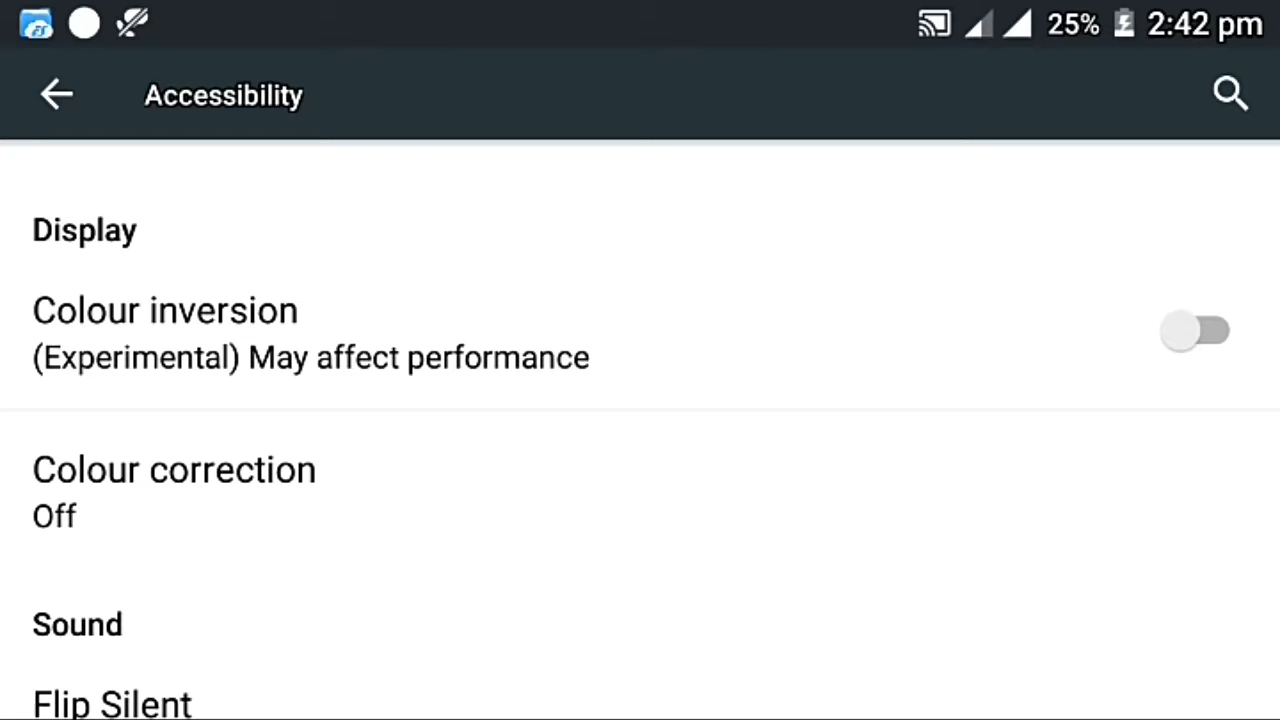 25% 2:42 pm
Accessibility
Display
Colour inversion
(Experimental) May affect performance
Colour correction
Off
Sound
Flip Silent